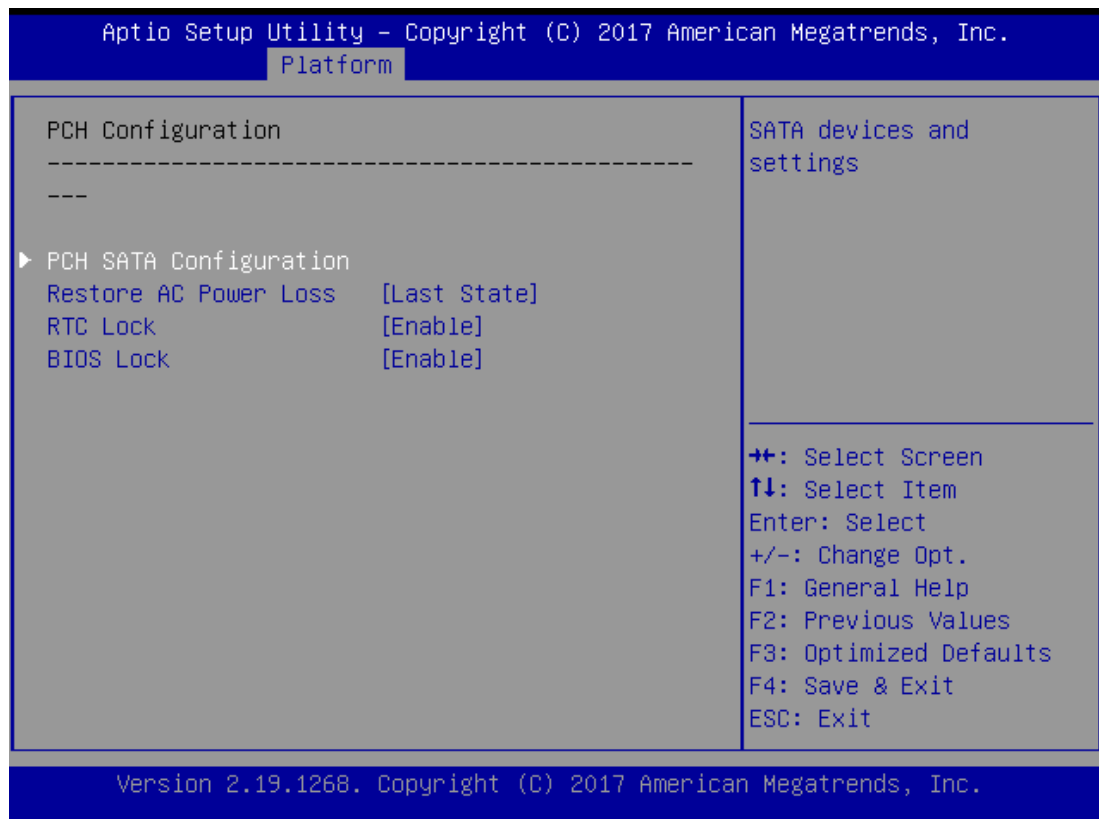 Aptio Setup Utility – Copyright (C) 2017 American Megatrends, Inc.
Platform
PCH Configuration
-----------------------------------------------
---
PCH SATA Configuration
Restore AC Power Loss [Last State]
RTC Lock [Enable]
BIOS Lock [Enable]
SATA devices and
settings
→←: Select Screen
↑↓: Select Item
Enter: Select
+/-: Change Opt.
F1: General Help
F2: Previous Values
F3: Optimized Defaults
F4: Save & Exit
ESC: Exit
Version 2.19.1268. Copyright (C) 2017 American Megatrends, Inc.